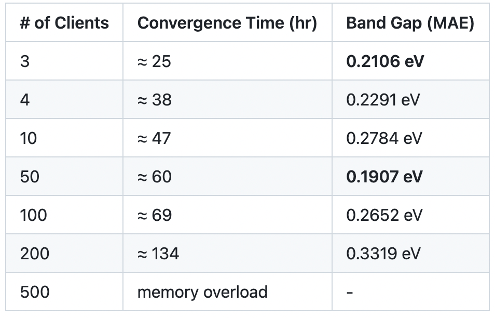 # of Clients Convergence Time (hr) Band Gap (MAE)
3 ≈ 25 0.2106 eV
4 ≈ 38 0.2291 eV
10 ≈ 47 0.2784 eV
50 ≈ 60 0.1907 eV
100 ≈ 69 0.2652 eV
200 ≈ 134 0.3319 eV
500 memory overload -